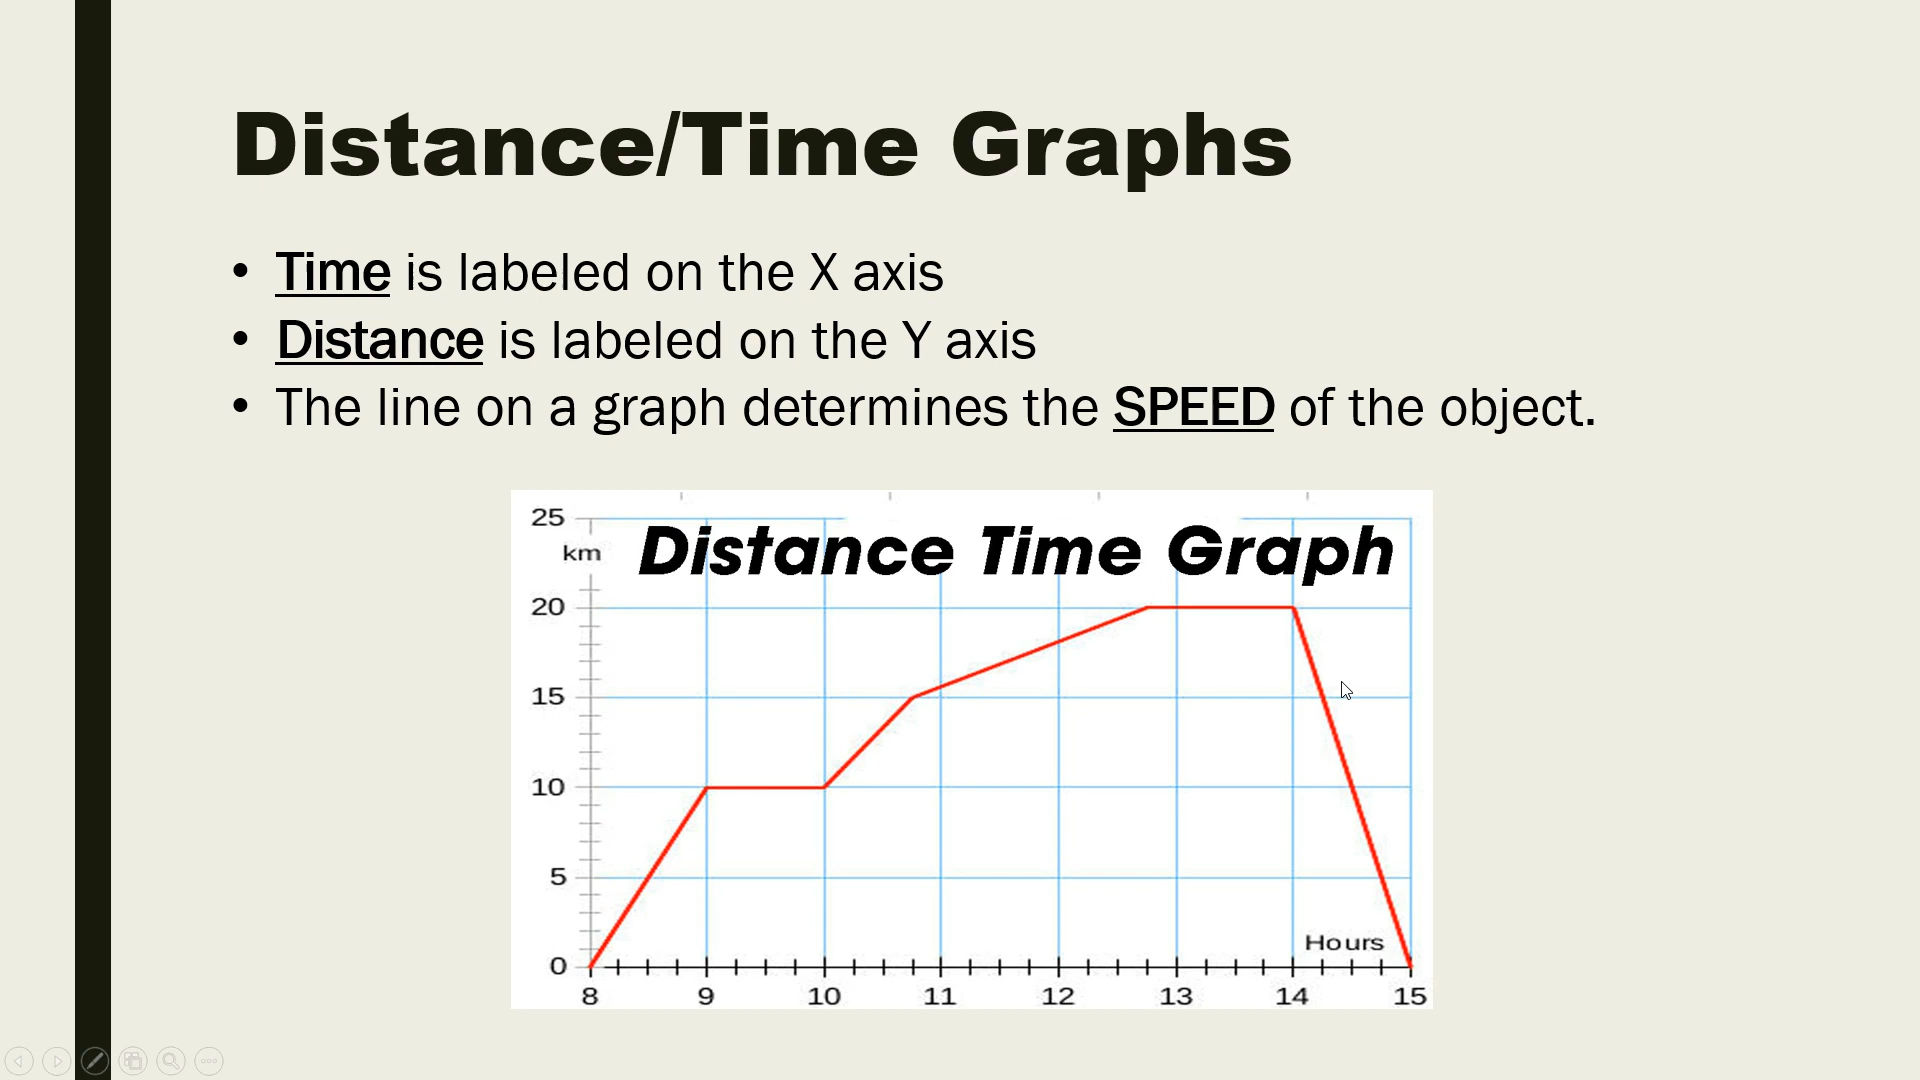 Distance/Time Graphs
• Time is labeled on the X axis
• Distance is labeled on the Y axis
• The line on a graph determines the SPEED of the object.
Distance Time Graph
25
km
20
15
10
5
0
Hours
8 9 10 11 12 13 14 15